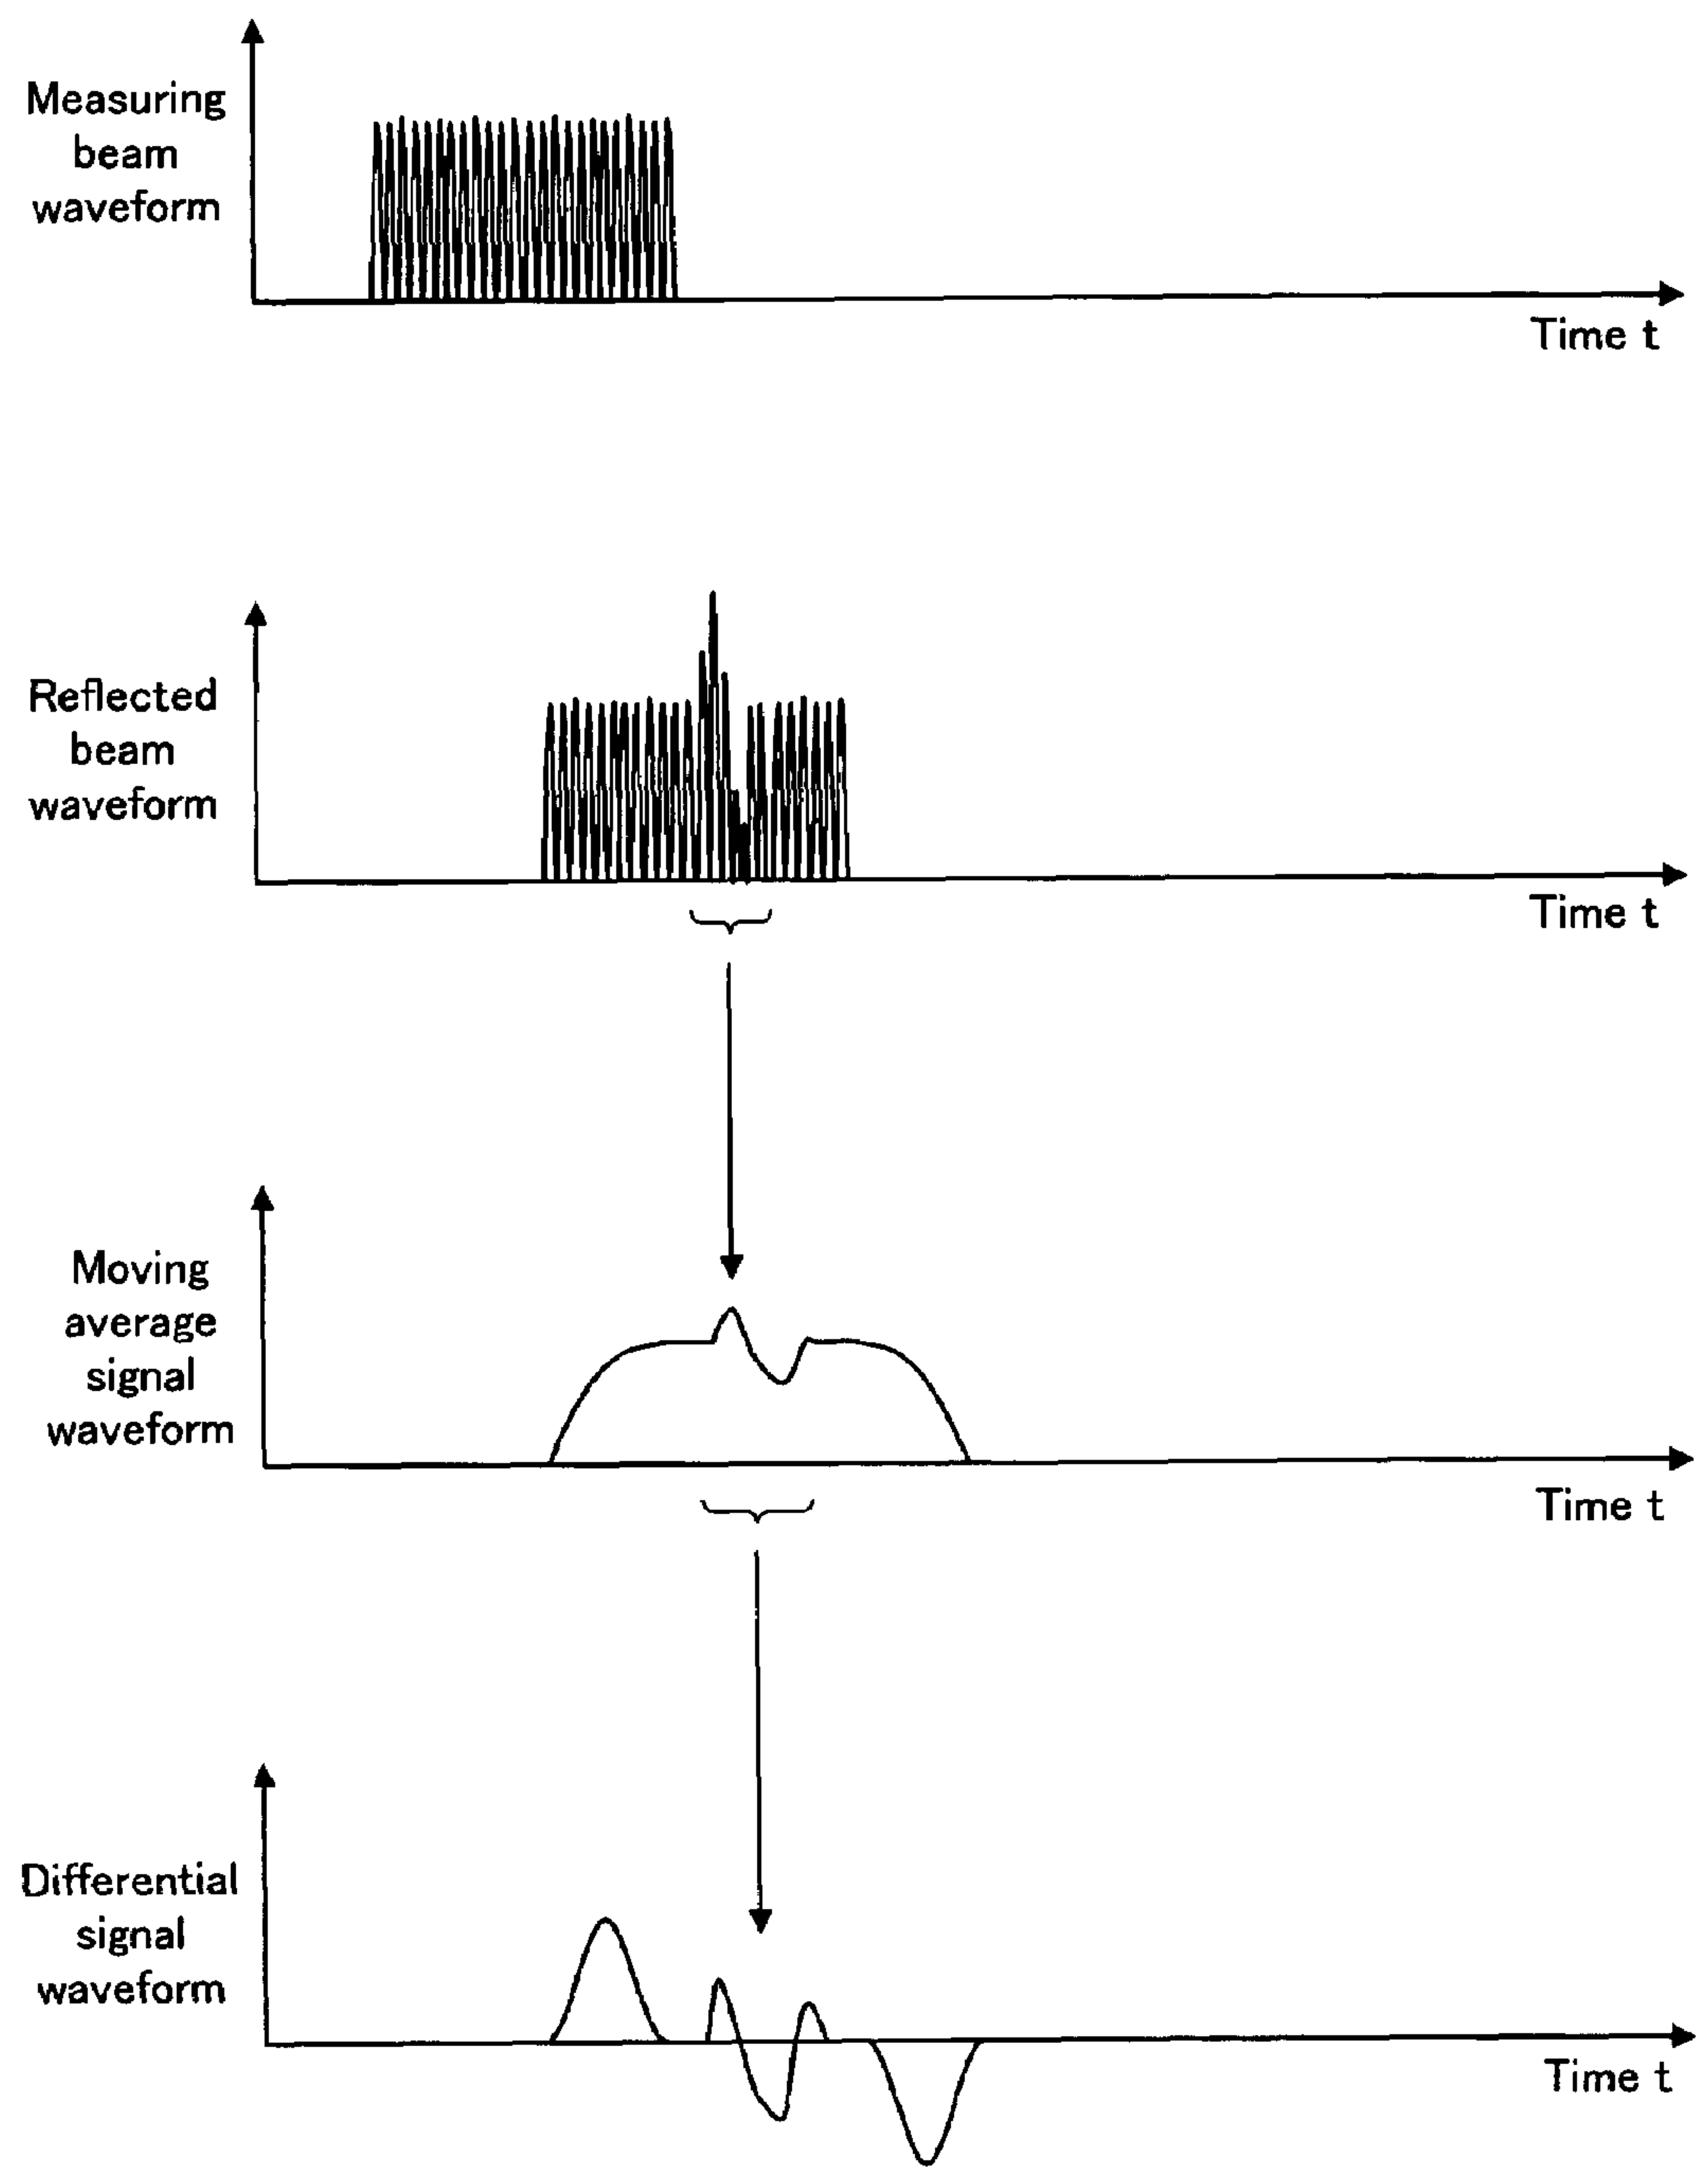 Measuring
beam
waveform
Time t
Reflected
beam
waveform
Time t
Moving
average
signal
waveform
Time t
Differential
signal
waveform
Time t